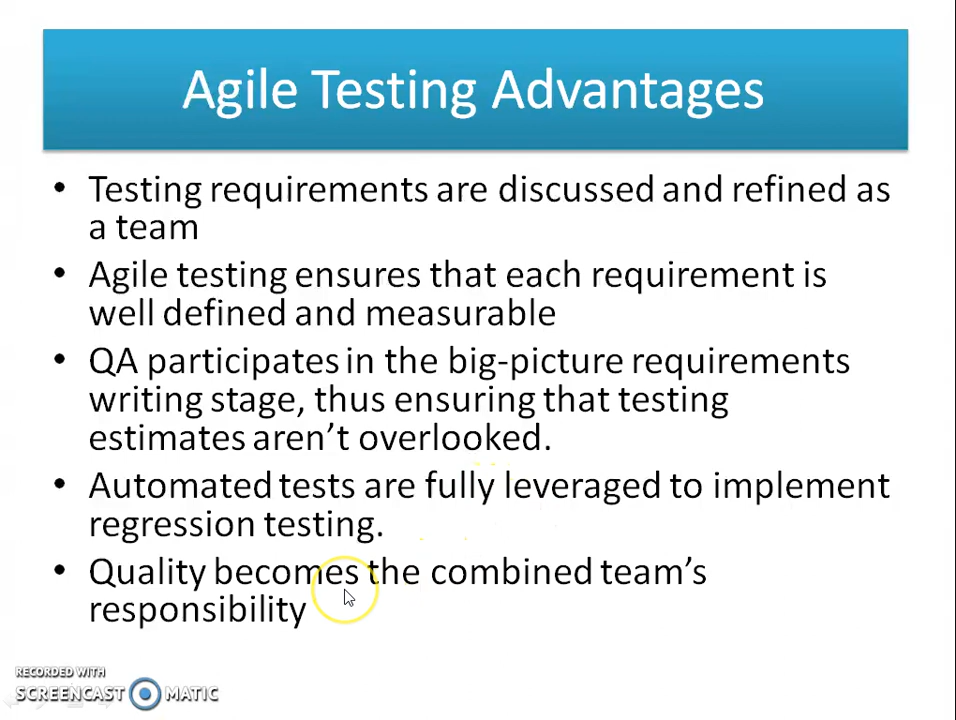 Agile Testing Advantages
• Testing requirements are discussed and refined as
a team
• Agile testing ensures that each requirement is
well defined and measurable
• QA participates in the big-picture requirements
writing stage, thus ensuring that testing
estimates aren’t overlooked.
• Automated tests are fully leveraged to implement
regression testing.
• Quality becomes the combined team’s
responsibility
RECORDED WITH
SCREENCAST MATIC